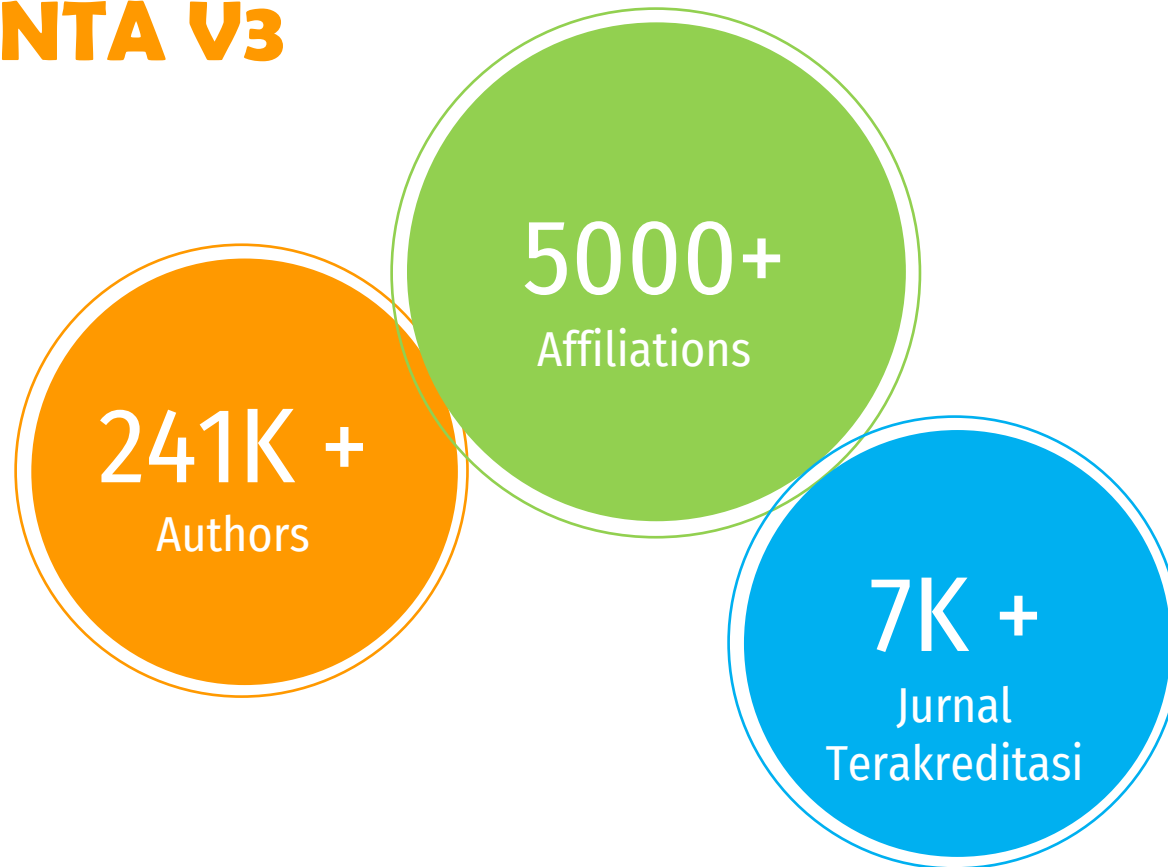 NTA V3
5000+
Affiliations
241K +
Authors
7K +
Jurnal
Terakreditasi